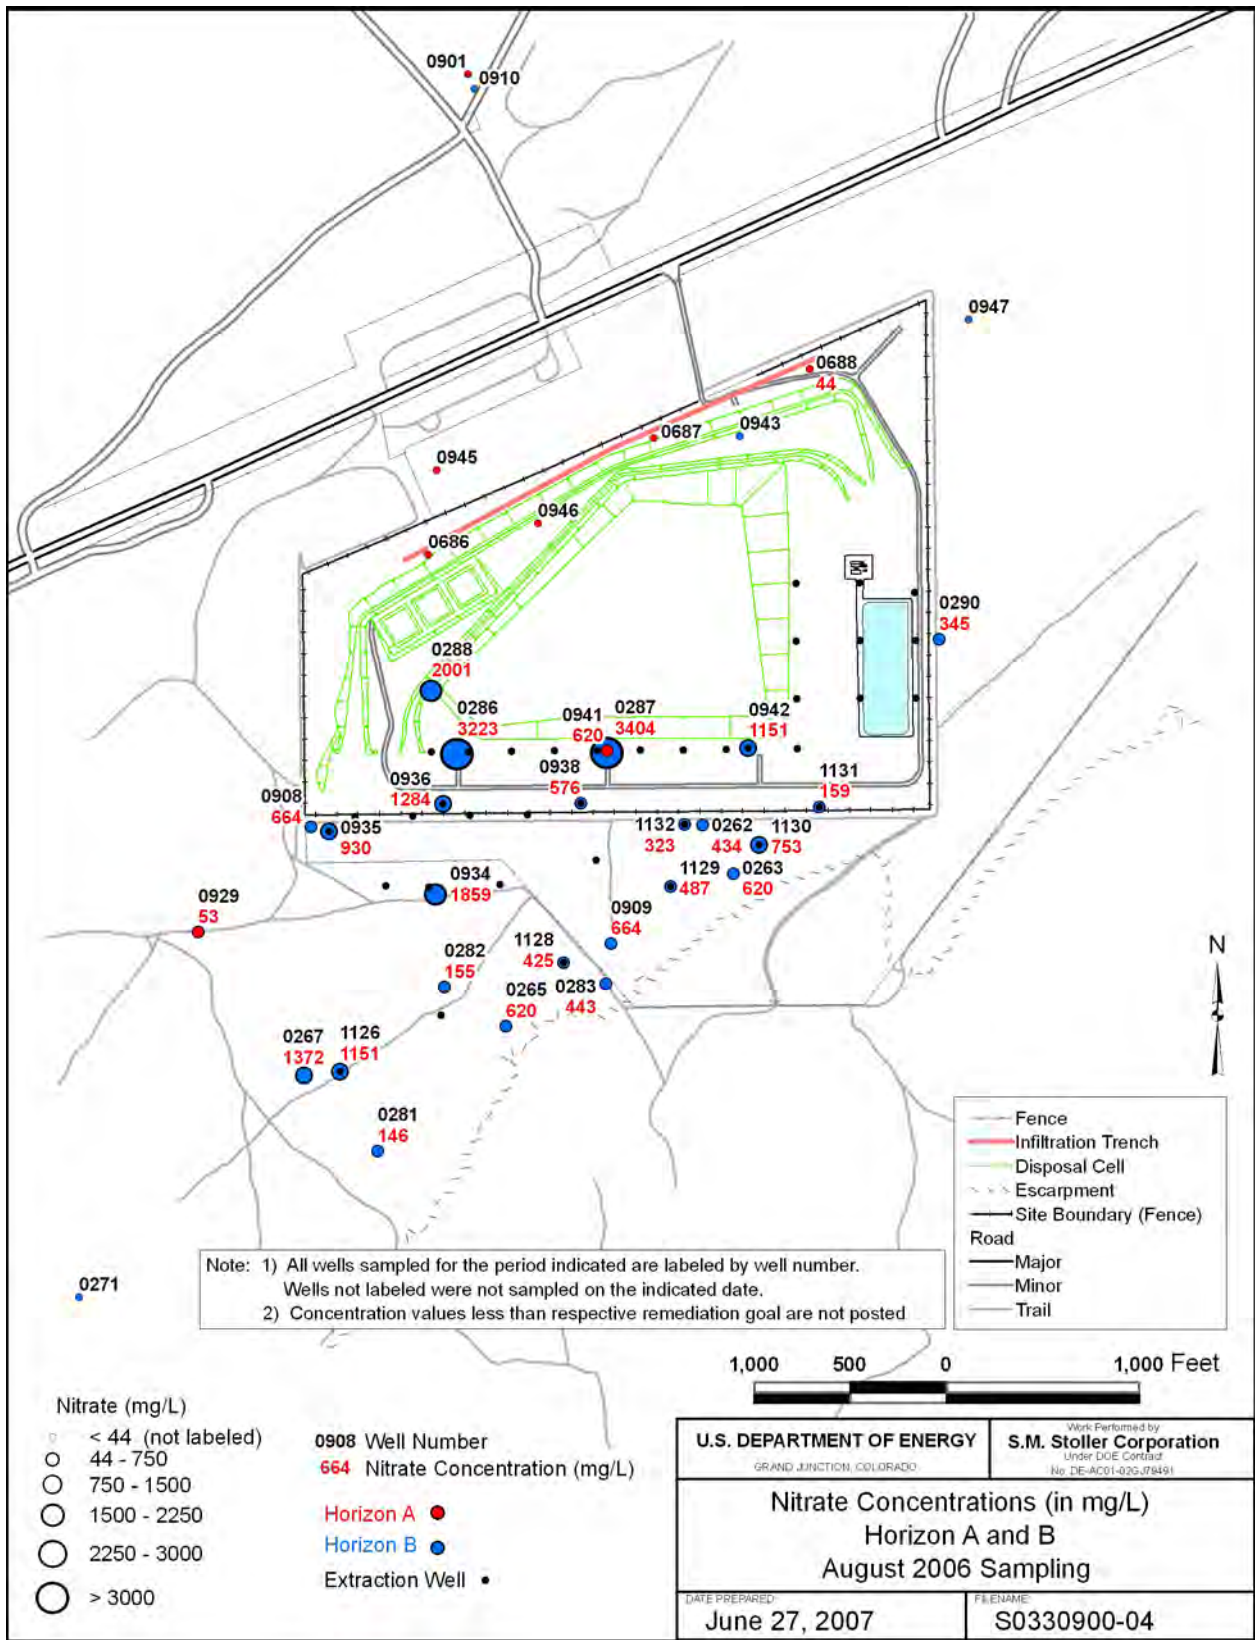 0901
0910
0947
0688
44
0687
0943
0945
0946
0686
0290
345
0288
2001
0286
3223
0941
620
0287
3404
0942
1151
0936
1284
0938
576
1131
159
0908
664
0935
930
1132
323
0262
434
1130
753
0934
1859
1129
487
0263
620
0929
53
0909
664
0282
155
1128
425
0283
443
0265
620
0267
1372
1126
1151
0281
146
0271
N
Fence
Infiltration Trench
Disposal Cell
Escarpment
Site Boundary (Fence)
Road
Major
Minor
Trail
Note: 1) All wells sampled for the period indicated are labeled by well number.
Wells not labeled were not sampled on the indicated date.
2) Concentration values less than respective remediation goal are not posted
1,000 500 0 1,000 Feet
Nitrate (mg/L)
< 44 (not labeled)
44 - 750
750 - 1500
1500 - 2250
2250 - 3000
> 3000
0908 Well Number
664 Nitrate Concentration (mg/L)
Horizon A
Horizon B
Extraction Well
U.S. DEPARTMENT OF ENERGY
GRAND JUNCTION, COLORADO
Work Performed by
S.M. Stoller Corporation
Under DOE Contract
No. DE-AC01-02GJ79491
Nitrate Concentrations (in mg/L)
Horizon A and B
August 2006 Sampling
DATE PREPARED:
June 27, 2007
FILENAME:
S0330900-04